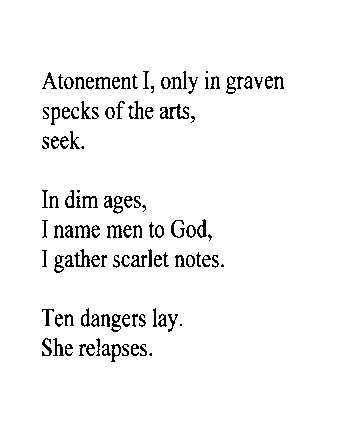 Atonement I, only in graven
specks of the arts,
seek.

In dim ages,
I name men to God,
I gather scarlet notes.

Ten dangers lay.
She relapses.